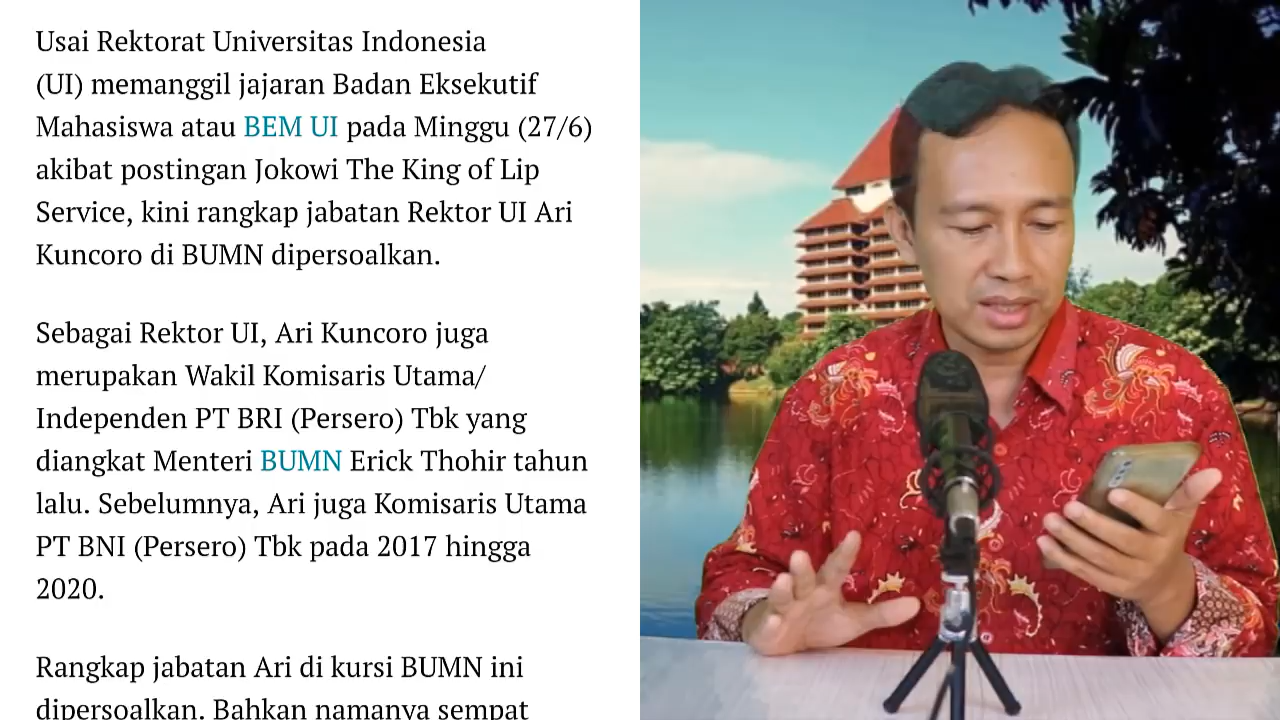 Usai Rektorat Universitas Indonesia
(UI) memanggil jajaran Badan Eksekutif
Mahasiswa atau BEM UI pada Minggu (27/6)
akibat postingan Jokowi The King of Lip
Service, kini rangkap jabatan Rektor UI Ari
Kuncoro di BUMN dipersoalkan.
Sebagai Rektor UI, Ari Kuncoro juga
merupakan Wakil Komisaris Utama/
Independen PT BRI (Persero) Tbk yang
diangkat Menteri BUMN Erick Thohir tahun
lalu. Sebelumnya, Ari juga Komisaris Utama
PT BNI (Persero) Tbk pada 2017 hingga
2020.
Rangkap jabatan Ari di kursi BUMN ini
dipersoalkan. Bahkan namanya sempat